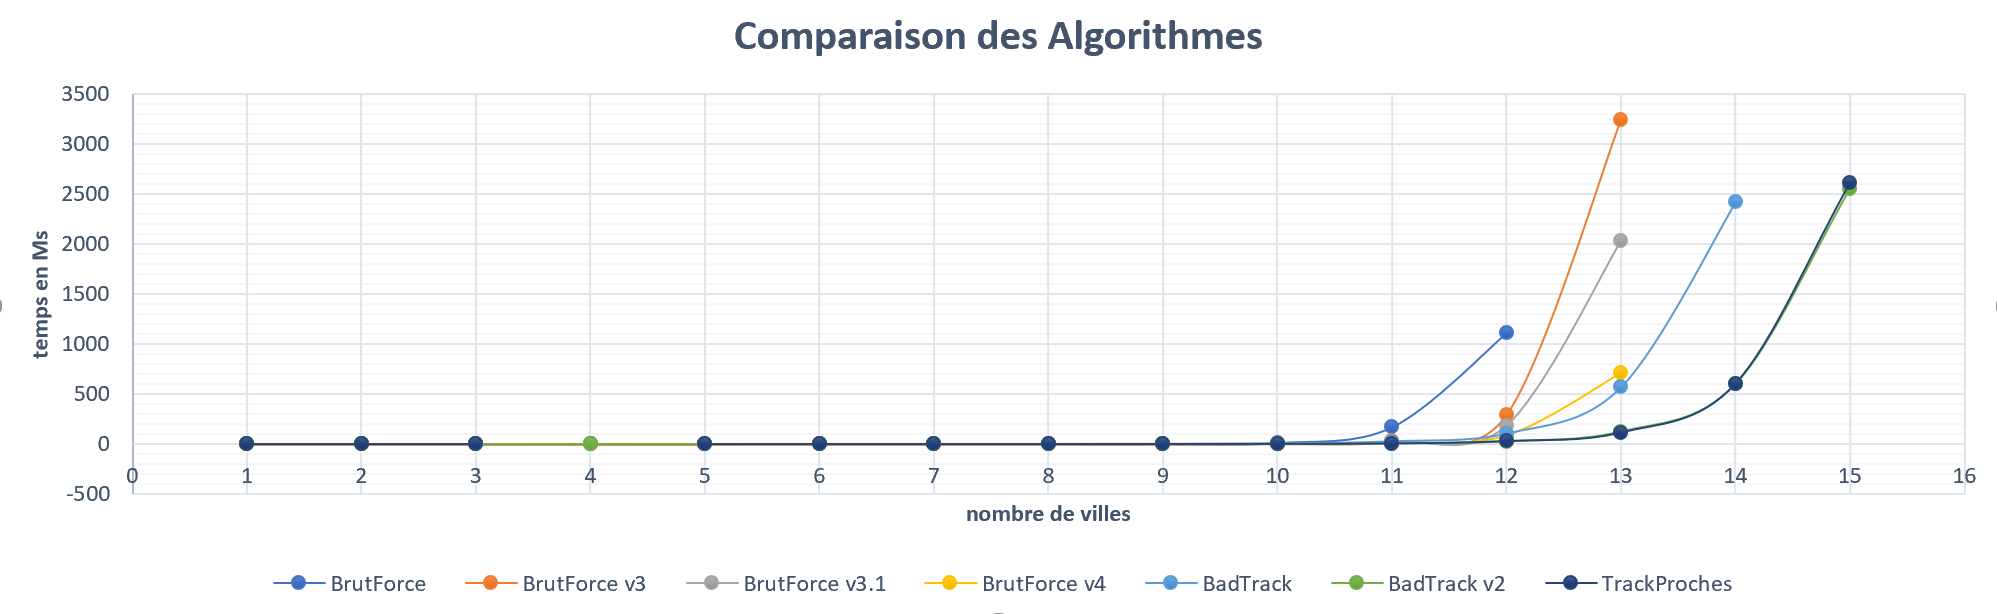 Comparaison des Algorithmes
3500
3000
2500
2000
1500
1000
500
0
-500
temps en Ms
0 1 2 3 4 5 6 7 8 9 10 11 12 13 14 15 16
nombre de villes
BrutForce BrutForce v3 BrutForce v3.1 BrutForce v4 BadTrack BadTrack v2 TrackProches